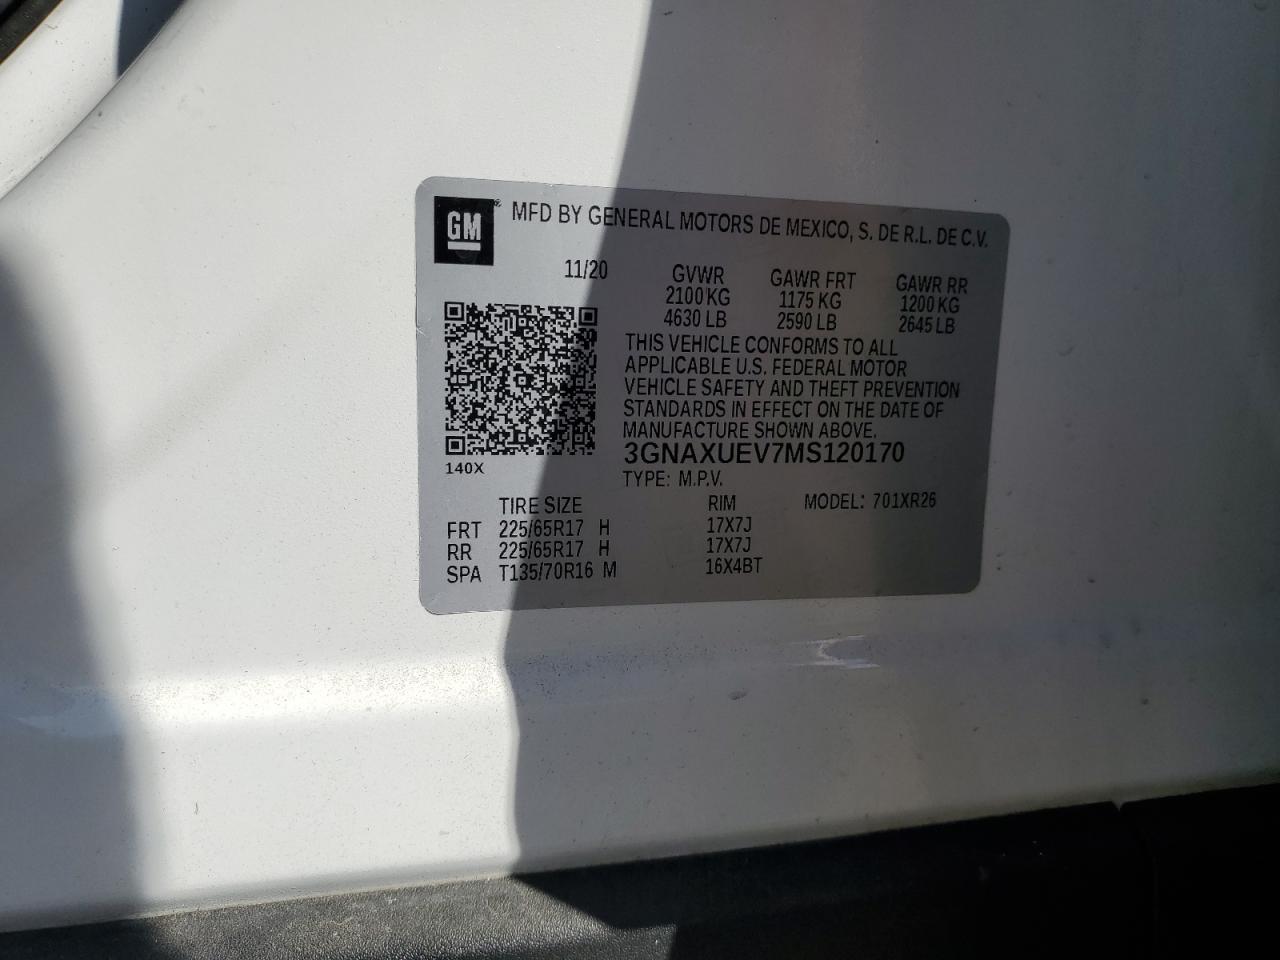 GM® MFD BY GENERAL MOTORS DE MEXICO, S. DE R.L. DE C.V.
11/20 GVWR GAWR FRT GAWR RR
2100 KG 1175 KG 1200 KG
4630 LB 2590 LB 2645 LB
THIS VEHICLE CONFORMS TO ALL
APPLICABLE U.S. FEDERAL MOTOR
VEHICLE SAFETY AND THEFT PREVENTION
STANDARDS IN EFFECT ON THE DATE OF
MANUFACTURE SHOWN ABOVE.
3GNAXUEV7MS120170
140X
TYPE: M.P.V.
TIRE SIZE RIM MODEL: 701XR26
FRT 225/65R17 H 17X7J
RR 225/65R17 H 17X7J
SPA T135/70R16 M 16X4BT